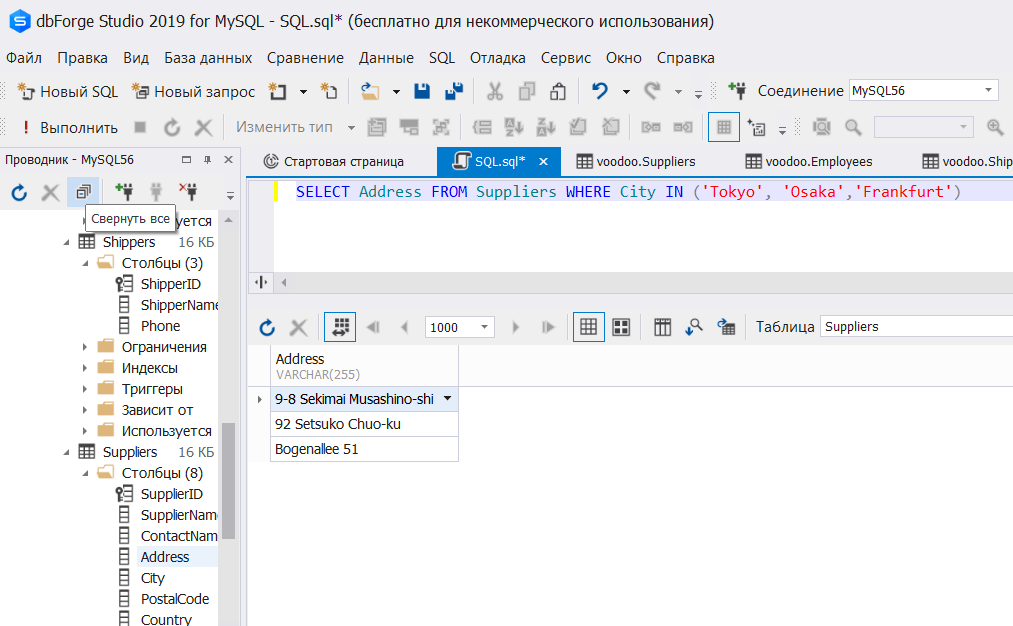 dbForge Studio 2019 for MySQL - SQL.sql* (бесплатно для некоммерческого использования)
Файл Правка Вид База данных Сравнение Данные SQL Отладка Сервис Окно Справка
Новый SQL Новый запрос Соединение MySQL56
Выполнить Изменить тип
Проводник - MySQL56
Стартовая страница SQL.sql* voodoo.Suppliers voodoo.Employees voodoo.Ship
SELECT Address FROM Suppliers WHERE City IN ('Tokyo', 'Osaka','Frankfurt')
Свернуть все
уется
Shippers 16 КБ
Столбцы (3)
ShipperID
ShipperName
Phone
Ограничения
Индексы
Триггеры
Зависит от
Используется
Suppliers 16 КБ
Столбцы (8)
SupplierID
SupplierNam
ContactNam
Address
City
PostalCode
Country
1000 Таблица Suppliers
Address
VARCHAR(255)
9-8 Sekimai Musashino-shi
92 Setsuko Chuo-ku
Bogenallee 51